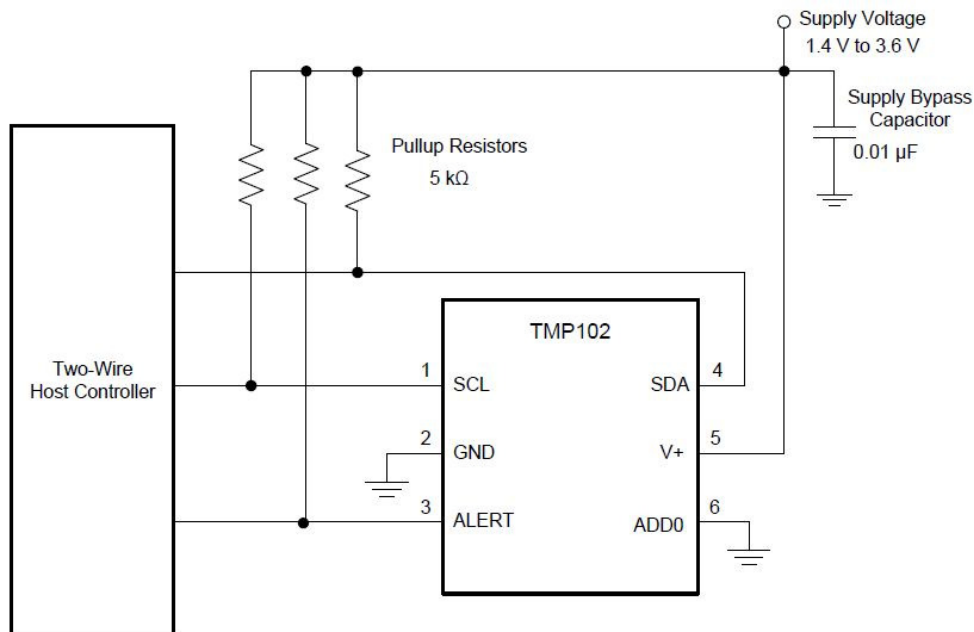 Supply Voltage
1.4 V to 3.6 V
Supply Bypass
Capacitor
0.01 µF
Pullup Resistors
5 kΩ
Two-Wire
Host Controller
TMP102
1
SCL
SDA
4
2
GND
V+
5
3
ALERT
ADD0
6